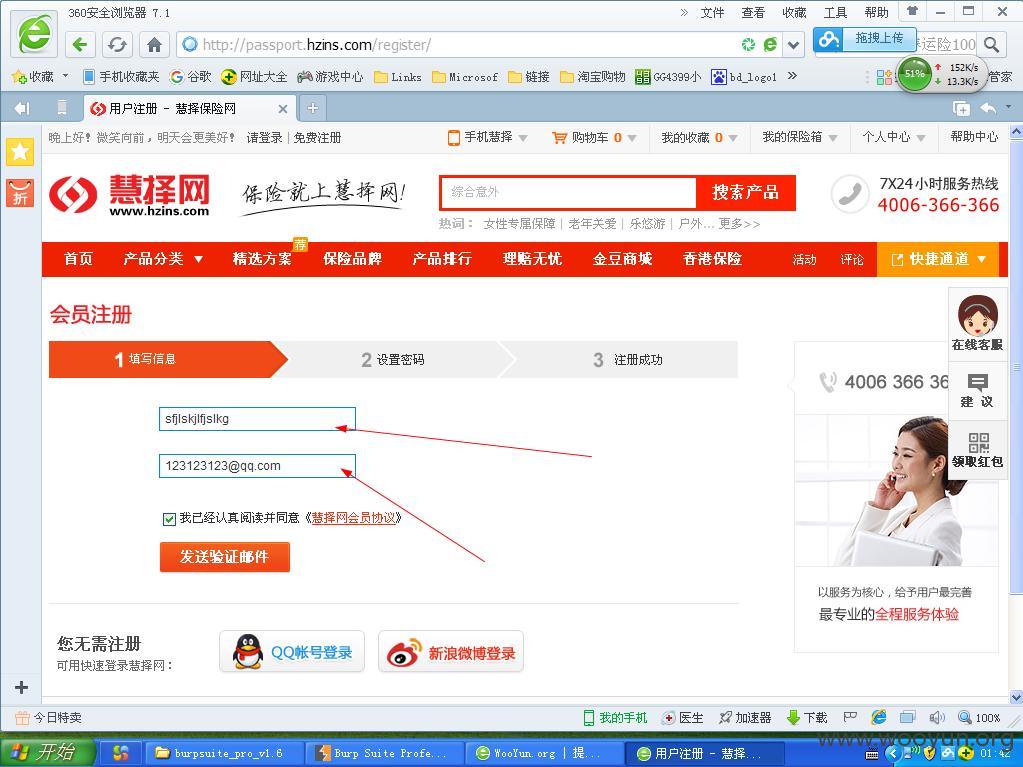 360安全浏览器 7.1
文件 查看 收藏 工具 帮助
http://passport.hzins.com/register/
拖拽上传
运险100
收藏 手机收藏夹 谷歌 网址大全 游戏中心 Links Microsof 链接 淘宝购物 GG4399小 bd_logo1
51%
152K/s
13.3K/s
管家
用户注册 - 慧择保险网
晚上好！微笑向前，明天会更美好！ 请登录 | 免费注册
手机慧择 购物车 0 我的收藏 0 我的保险箱 个人中心 帮助中心
折
慧择网
www.hzins.com
保险就上慧择网!
综合意外
搜索产品
热词： 女性专属保障 | 老年关爱 | 乐悠游 | 户外... 更多>>
7X24小时服务热线
4006-366-366
首页 产品分类 精选方案 荐 保险品牌 产品排行 理赔无忧 金豆商城 香港保险 活动 评论 快捷通道
会员注册
1 填写信息 2 设置密码 3 注册成功
sfjlskjlfjslkg
123123123@qq.com
我已经认真阅读并同意《慧择网会员协议》
发送验证邮件
您无需注册
可用快速登录慧择网：
QQ帐号登录
新浪微博登录
4006 366 36
以服务为核心，给予用户最完善
最专业的全程服务体验
在线客服
建 议
领取红包
今日特卖
我的手机 医生 加速器 下载 100%
开始 burpsuite_pro_v1.6 Burp Suite Profe... WooYun.org | 提... 用户注册 - 慧择... 01:42
www.wooyun.org